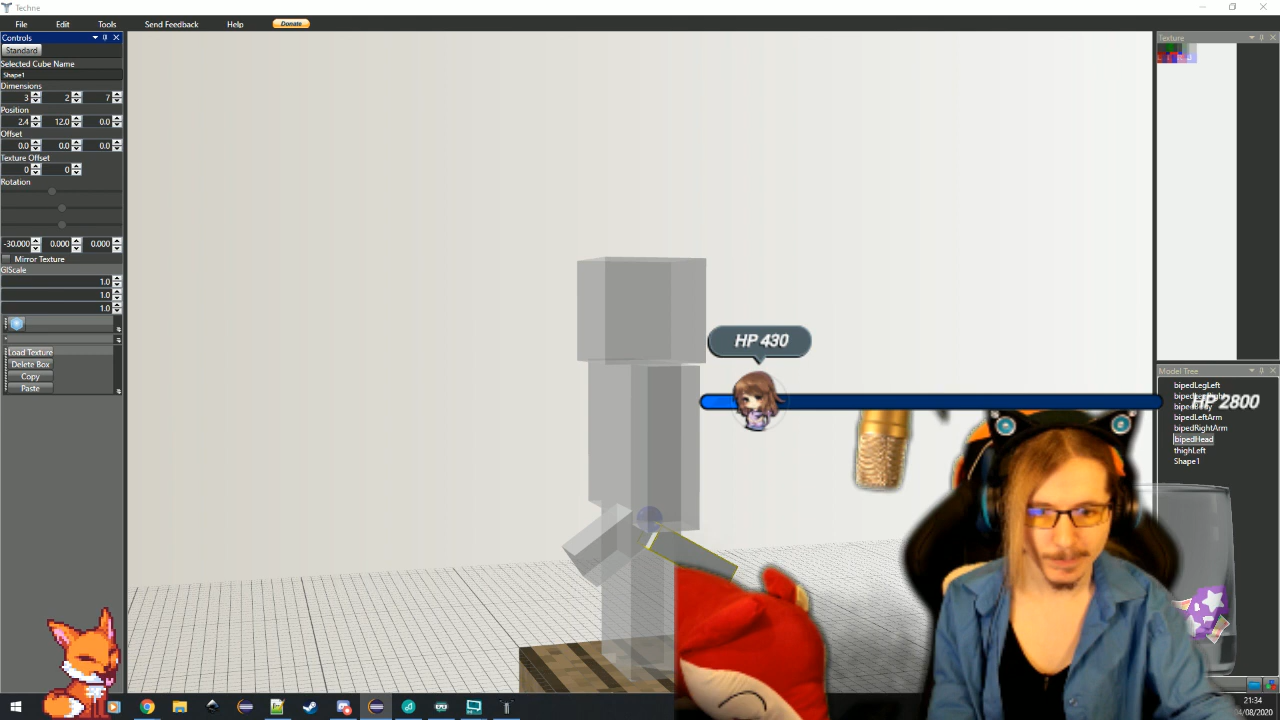 Techne
File Edit Tools Send Feedback Help Donate
Controls
Standard
Selected Cube Name
Shape1
Dimensions
3 2 7
Position
2.4 12.0 0.0
Offset
0.0 0.0 0.0
Texture Offset
0 0
Rotation
-30.000 0.000 0.000
Mirror Texture
GlScale
1.0
1.0
1.0
Load Texture
Delete Box
Copy
Paste
HP 430
HP 2800
Texture
Model Tree
bipedLegLeft
bipedLeftArm
bipedRightArm
bipedHead
thighLeft
Shape1
21:34